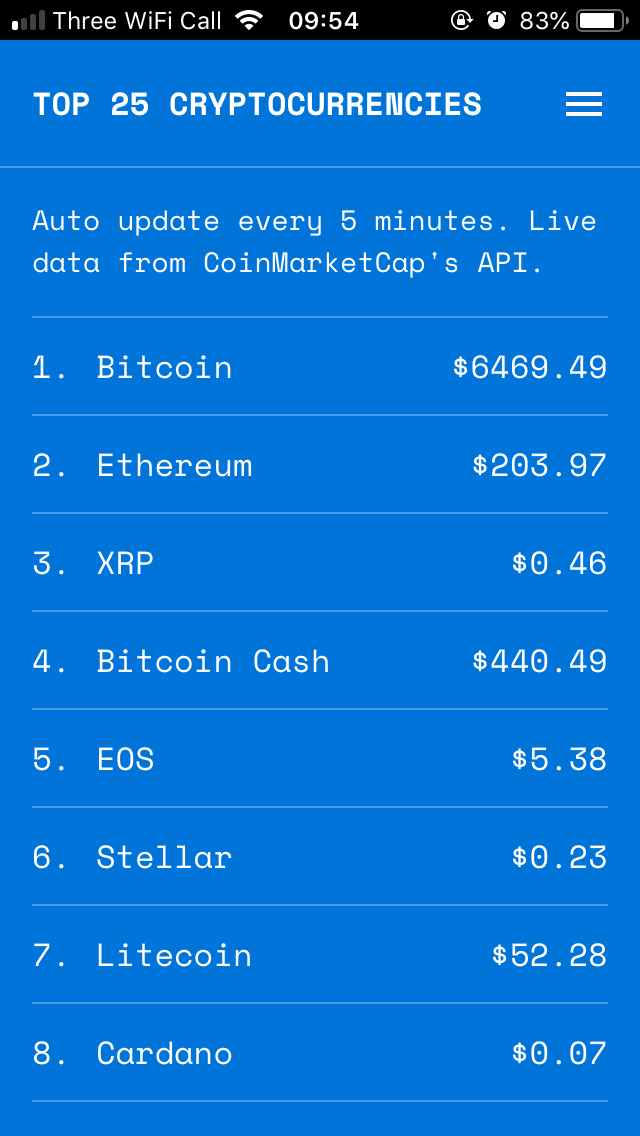 Three WiFi Call 09:54 83%
TOP 25 CRYPTOCURRENCIES
Auto update every 5 minutes. Live
data from CoinMarketCap's API.
1. Bitcoin $6469.49
2. Ethereum $203.97
3. XRP $0.46
4. Bitcoin Cash $440.49
5. EOS $5.38
6. Stellar $0.23
7. Litecoin $52.28
8. Cardano $0.07